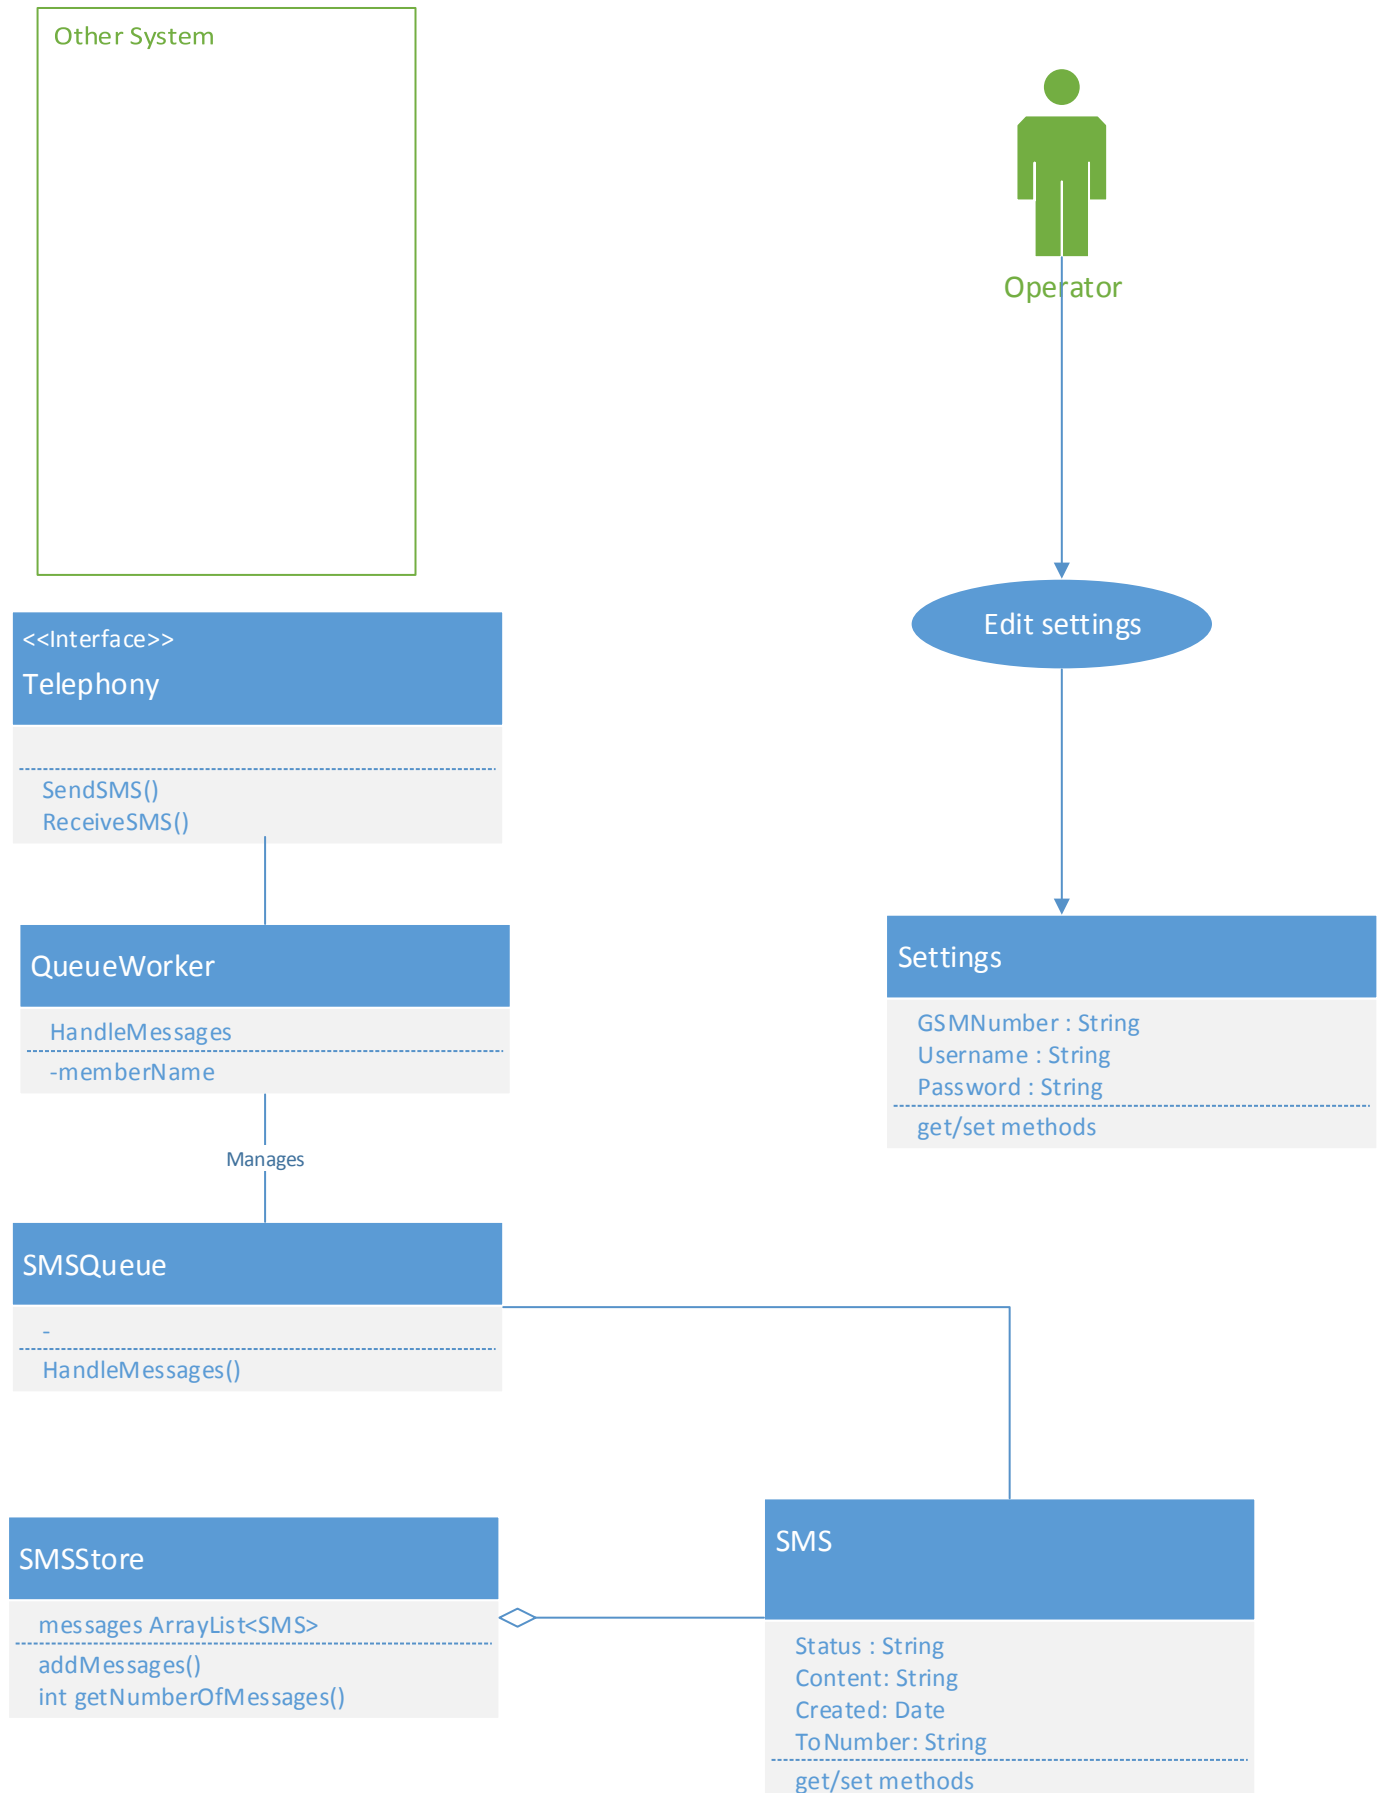 Other System
Operator
Edit settings
<<Interface>>
Telephony
SendSMS()
ReceiveSMS()
QueueWorker
HandleMessages
-memberName
Manages
Settings
GSMNumber : String
Username : String
Password : String
get/set methods
SMSQueue
-
HandleMessages()
SMSStore
messages ArrayList<SMS>
addMessages()
int getNumberOfMessages()
SMS
Status : String
Content: String
Created: Date
ToNumber: String
get/set methods